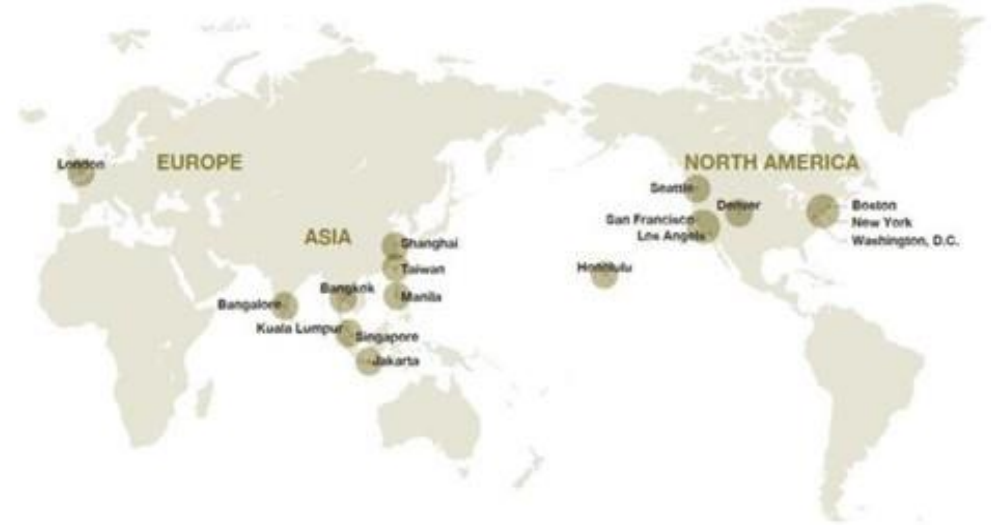 London
EUROPE
NORTH AMERICA
Seattle
Denver
Boston
San Francisco
New York
Los Angels
Washington, D.C.
ASIA
Shanghai
Taiwan
Honolulu
Bangkok
Manila
Bangalore
Kuala Lumpur
Singapore
Jakarta